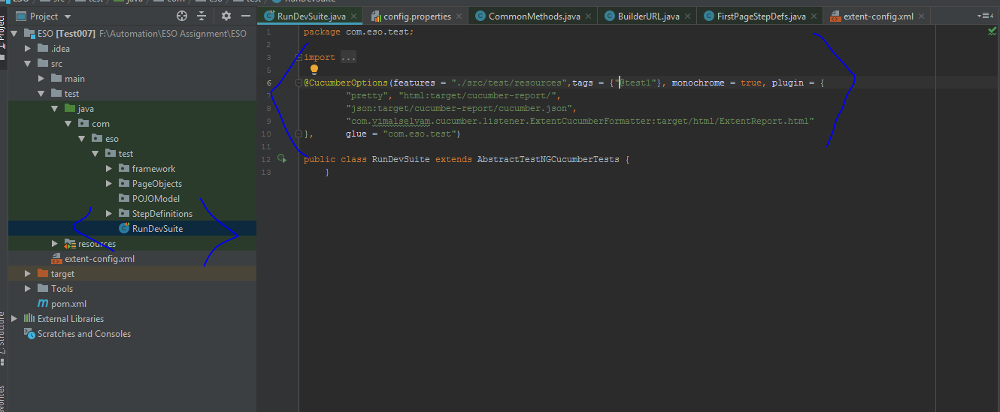 ESO src test java com eso test RunDevSuite
Project
RunDevSuite.java config.properties CommonMethods.java BuilderURL.java FirstPageStepDefs.java extent-config.xml 4
1: Project
ESO [Test007] F:\Automation\ESO Assignment\ESO
.idea
src
main
test
java
com
eso
test
framework
PageObjects
POJOModel
StepDefinitions
RunDevSuite
resources
extent-config.xml
target
Tools
pom.xml
External Libraries
Scratches and Consoles
7: Structure
1 package com.eso.test;
2
3 import ...
5
6 @CucumberOptions(features = "./src/test/resources",tags = {"@test1"}, monochrome = true, plugin = {
7 "pretty", "html:target/cucumber-report/",
8 "json:target/cucumber-report/cucumber.json",
9 "com.vimalselvam.cucumber.listener.ExtentCucumberFormatter:target/html/ExtentReport.html"
10 }, glue = "com.eso.test")
11
12 public class RunDevSuite extends AbstractTestNGCucumberTests {
13 }